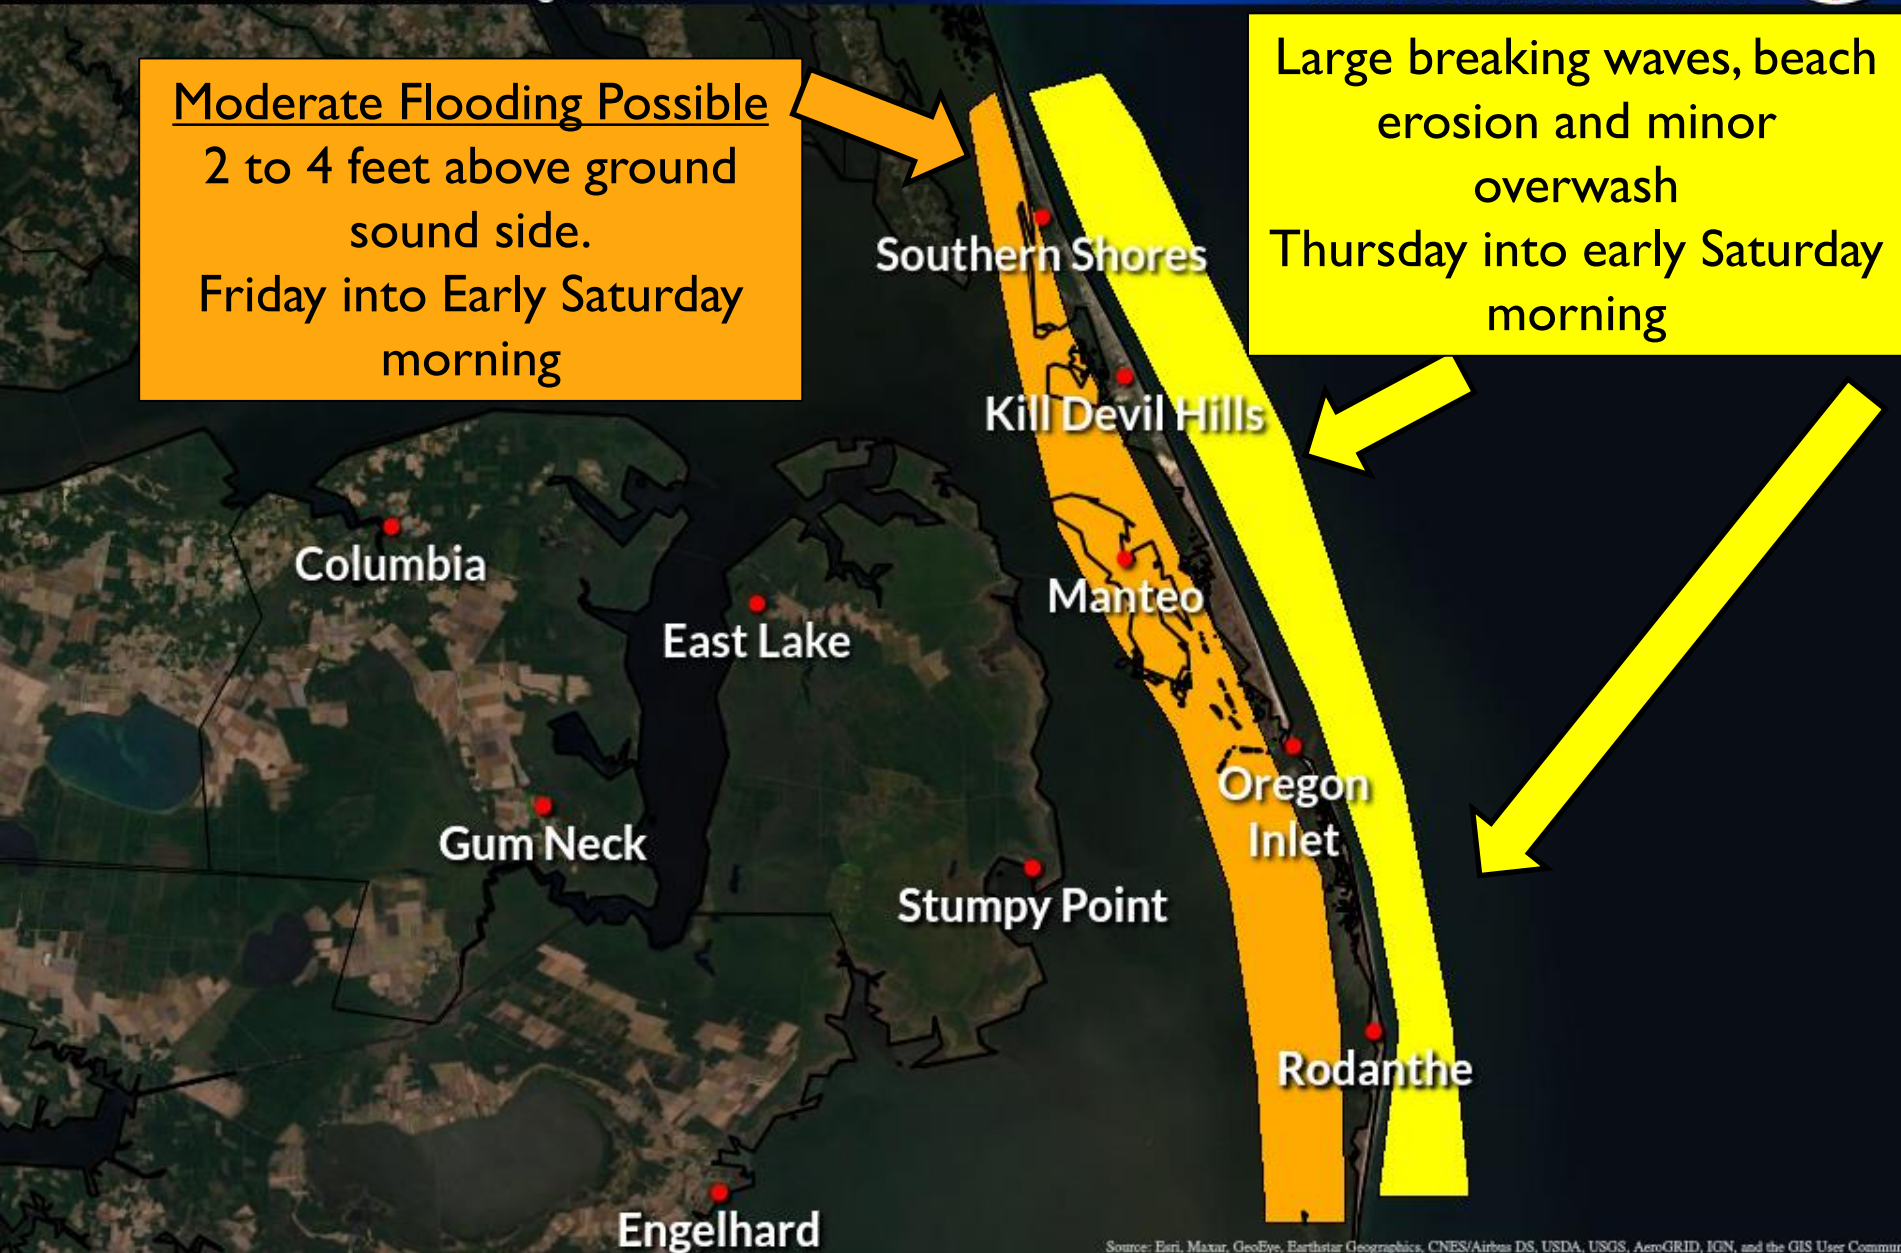 Moderate Flooding Possible
2 to 4 feet above ground
sound side.
Friday into Early Saturday
morning
Large breaking waves, beach
erosion and minor
overwash
Thursday into early Saturday
morning
Southern Shores
Kill Devil Hills
Columbia
Manteo
East Lake
Oregon
Inlet
Gum Neck
Stumpy Point
Rodanthe
Engelhard
Source: Esri, Maxar, GeoEye, Earthstar Geographics, CNES/Airbus DS, USDA, USGS, AeroGRID, IGN, and the GIS User